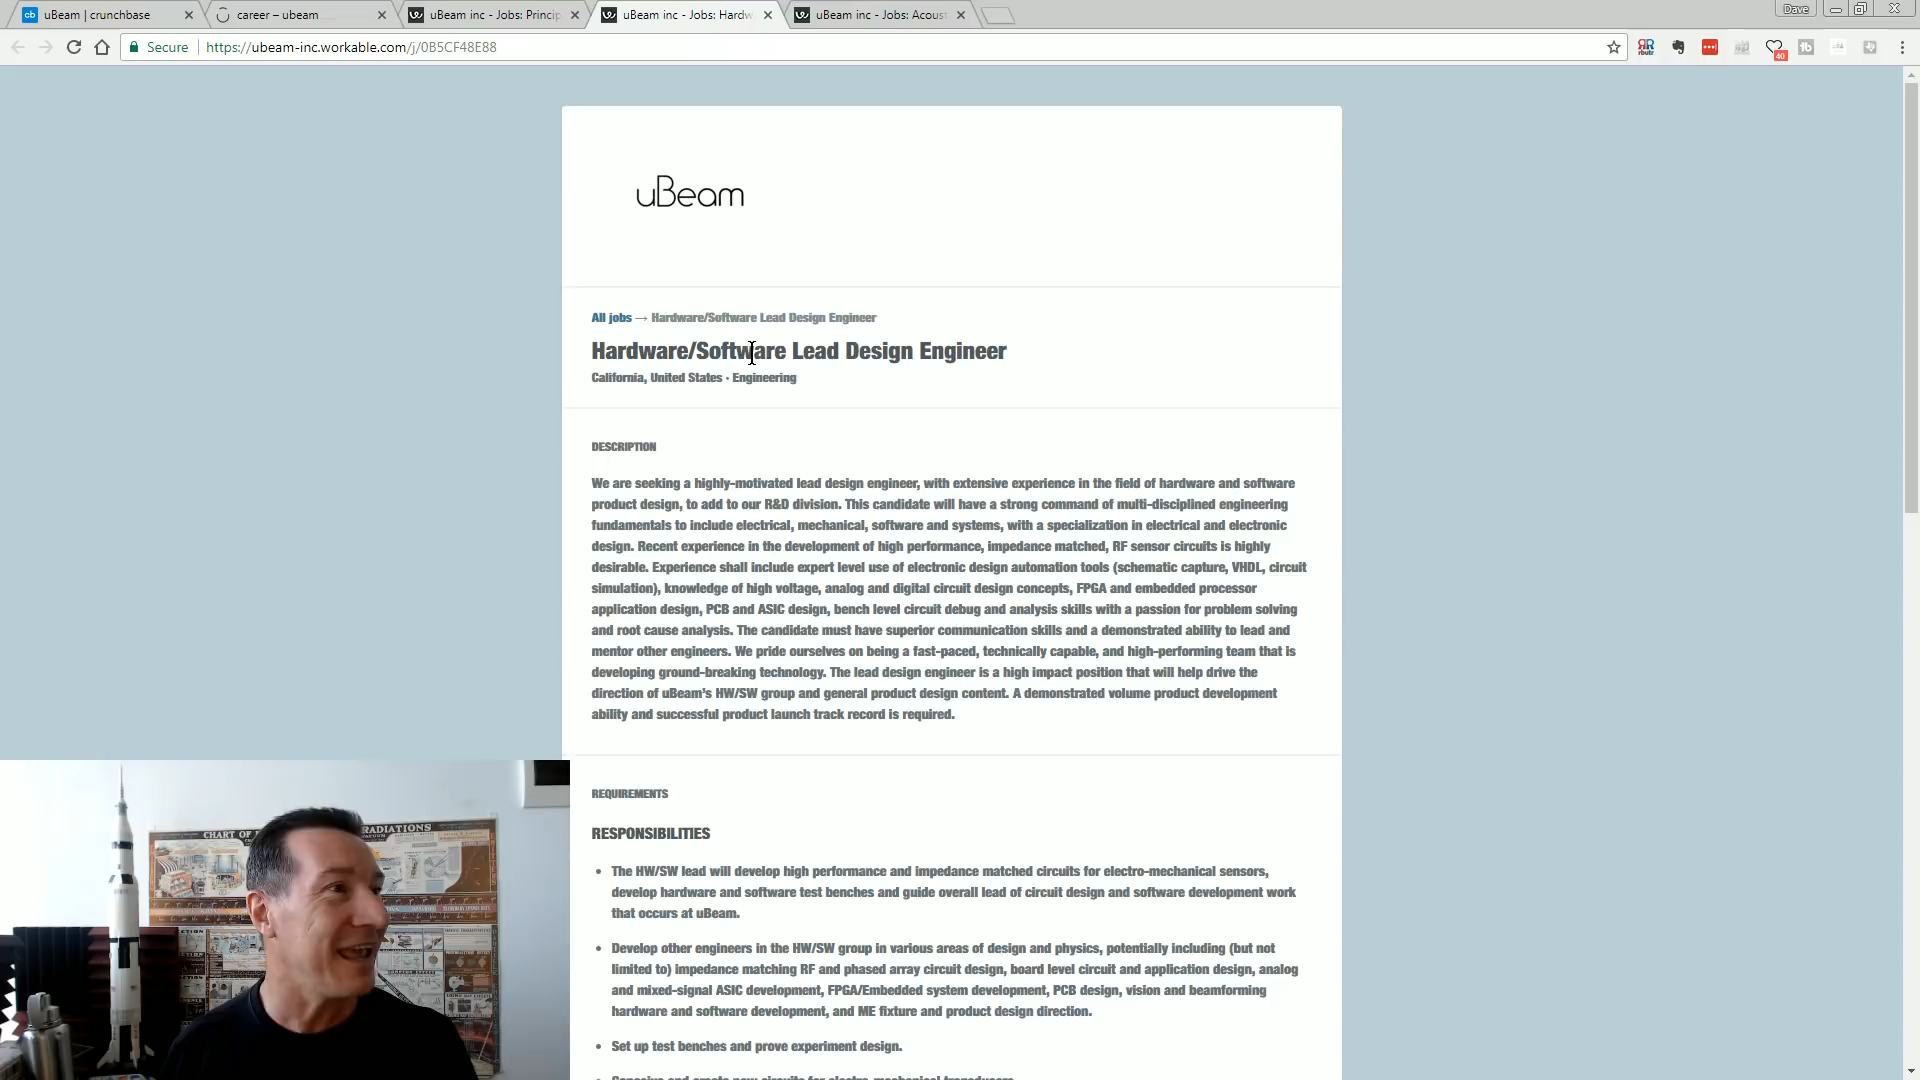 uBeam | crunchbase
career – ubeam
uBeam inc - Jobs: Princip
uBeam inc - Jobs: Hardw
uBeam inc - Jobs: Acous
Dave
Secure
https://ubeam-inc.workable.com/j/0B5CF48E88
uBeam
All jobs → Hardware/Software Lead Design Engineer
Hardware/Software Lead Design Engineer
California, United States · Engineering
DESCRIPTION
We are seeking a highly-motivated lead design engineer, with extensive experience in the field of hardware and software
product design, to add to our R&D division. This candidate will have a strong command of multi-disciplined engineering
fundamentals to include electrical, mechanical, software and systems, with a specialization in electrical and electronic
design. Recent experience in the development of high performance, impedance matched, RF sensor circuits is highly
desirable. Experience shall include expert level use of electronic design automation tools (schematic capture, VHDL, circuit
simulation), knowledge of high voltage, analog and digital circuit design concepts, FPGA and embedded processor
application design, PCB and ASIC design, bench level circuit debug and analysis skills with a passion for problem solving
and root cause analysis. The candidate must have superior communication skills and a demonstrated ability to lead and
mentor other engineers. We pride ourselves on being a fast-paced, technically capable, and high-performing team that is
developing ground-breaking technology. The lead design engineer is a high impact position that will help drive the
direction of uBeam's HW/SW group and general product design content. A demonstrated volume product development
ability and successful product launch track record is required.
REQUIREMENTS
RESPONSIBILITIES
• The HW/SW lead will develop high performance and impedance matched circuits for electro-mechanical sensors,
develop hardware and software test benches and guide overall lead of circuit design and software development work
that occurs at uBeam.
• Develop other engineers in the HW/SW group in various areas of design and physics, potentially including (but not
limited to) impedance matching RF and phased array circuit design, board level circuit and application design, analog
and mixed-signal ASIC development, FPGA/Embedded system development, PCB design, vision and beamforming
hardware and software development, and ME fixture and product design direction.
• Set up test benches and prove experiment design.
• Conceive and create new circuits for electro-mechanical transducers.
CHART OF
RADIATIONS